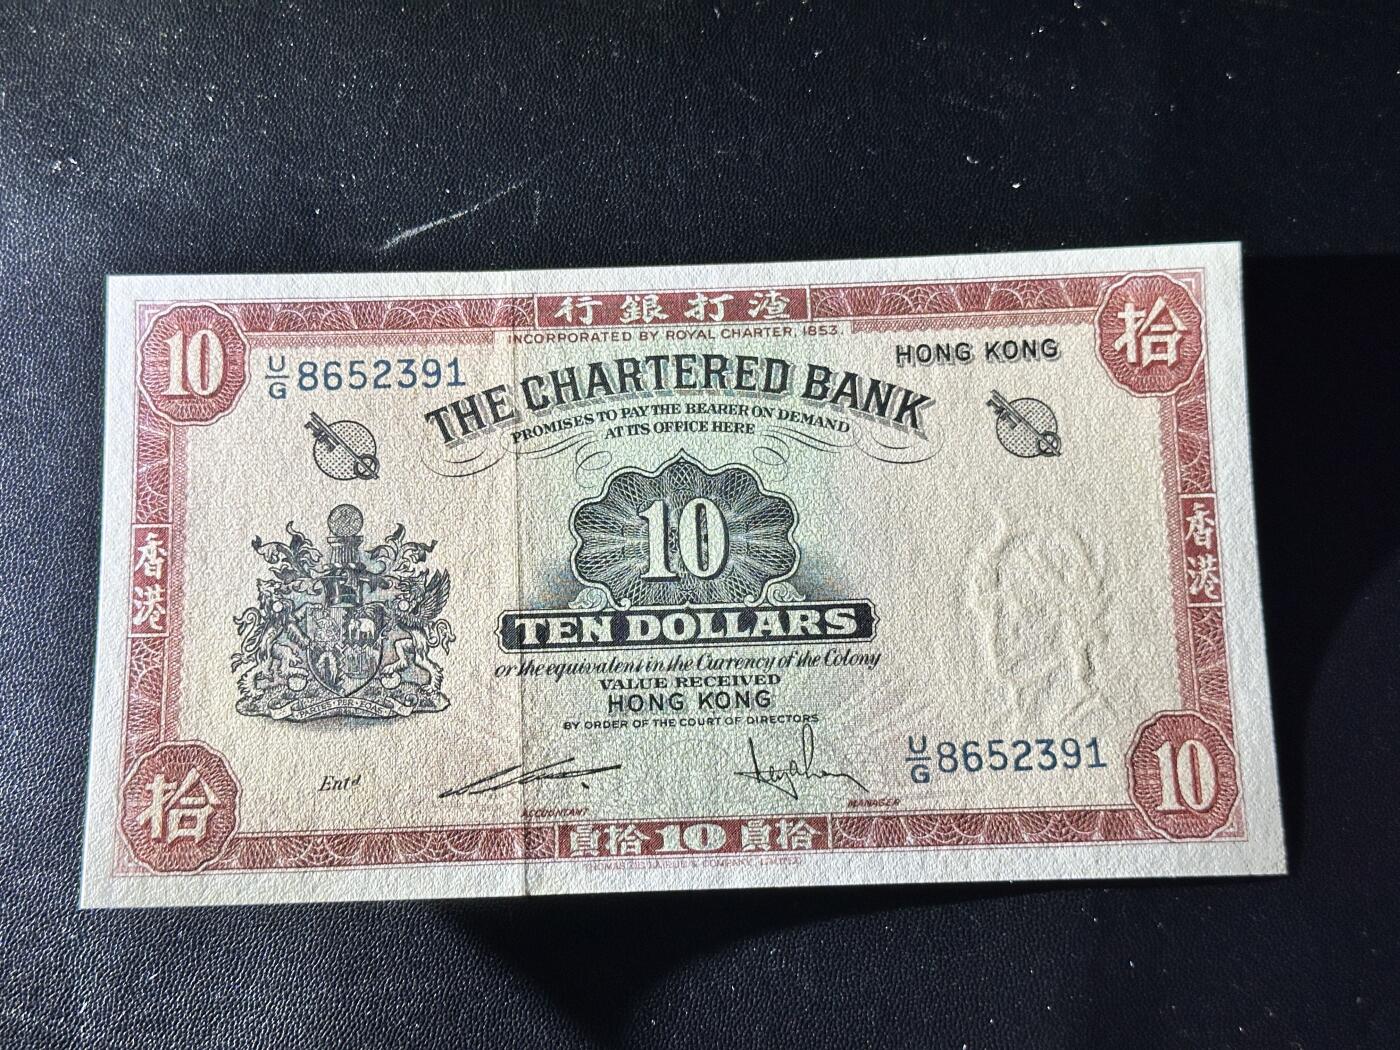 行銀打渣
INCORPORATED BY ROYAL CHARTER, 1853.
10
拾
U/G 8652391
HONG KONG
THE CHARTERED BANK
PROMISES TO PAY THE BEARER ON DEMAND
AT ITS OFFICE HERE
10
香港
香港
TEN DOLLARS
or the equivalent in the Currency of the Colony
VALUE RECEIVED
HONG KONG
BY ORDER OF THE COURT OF DIRECTORS
U/G 8652391
Entd
ACCOUNTANT
MANAGER
拾
10
員拾 10 員拾